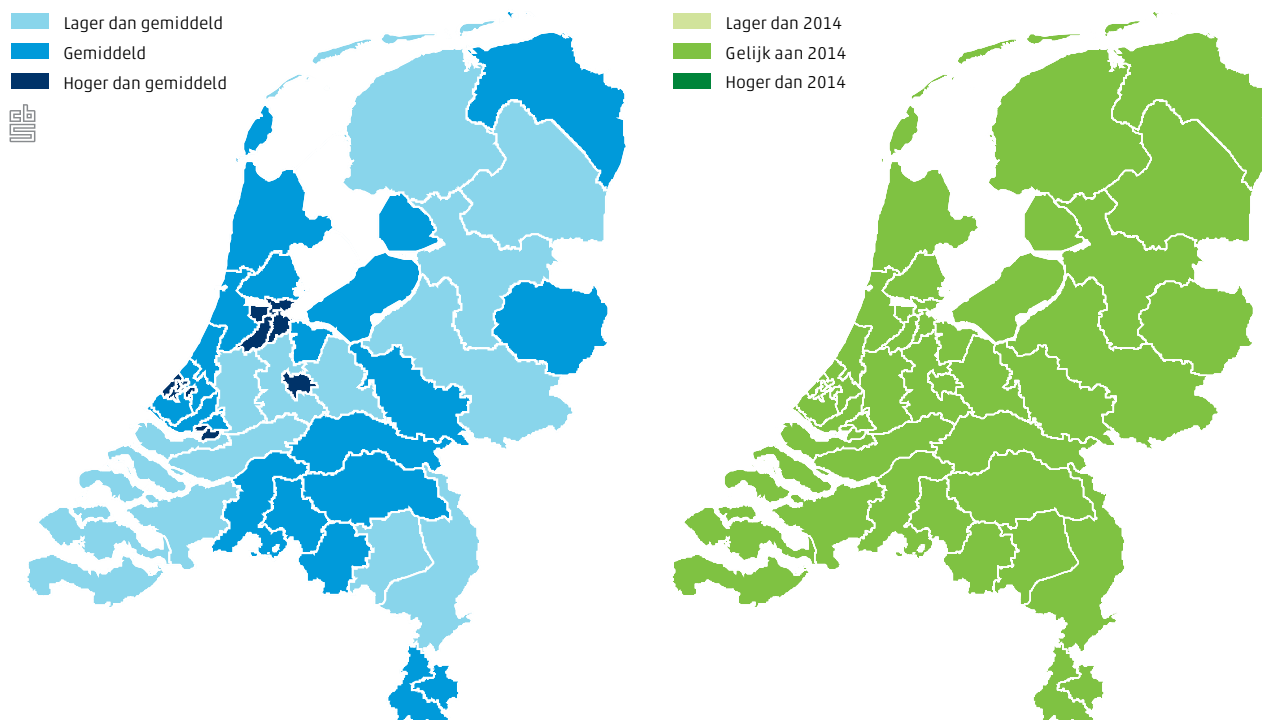 Lager dan gemiddeld
Gemiddeld
Hoger dan gemiddeld
cbs
Lager dan 2014
Gelijk aan 2014
Hoger dan 2014